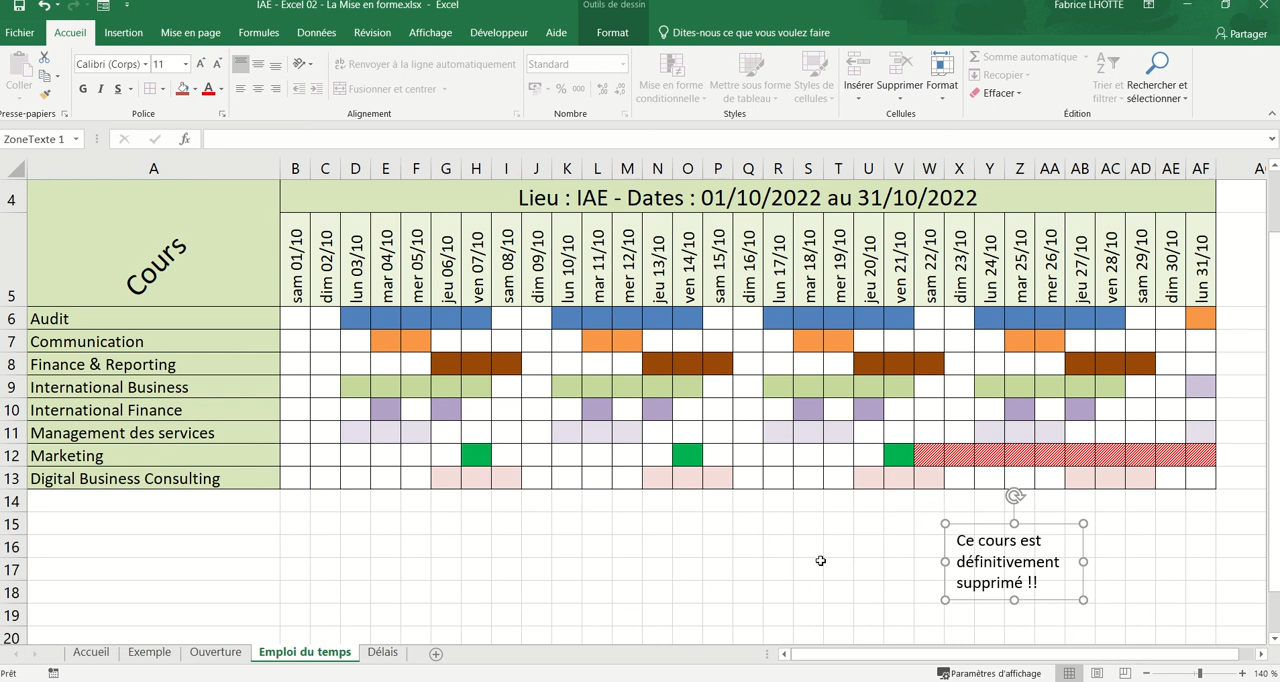 IAE - Excel 02 - La Mise en forme.xlsx - Excel
Outils de dessin
Fabrice LHOTTE
Fichier Accueil Insertion Mise en page Formules Données Révision Affichage Développeur Aide Format Dites-nous ce que vous voulez faire Partager
Calibri (Corps) 11 Renvoyer à la ligne automatiquement Standard Somme automatique
Coller Mise en forme conditionnelle Mettre sous forme de tableau Styles de cellules Insérer Supprimer Format Recopier Trier et filtrer Rechercher et sélectionner
G I S A Fusionner et centrer % 000 Effacer
Presse-papiers Police Alignement Nombre Styles Cellules Édition
ZoneTexte 1 fx
A B C D E F G H I J K L M N O P Q R S T U V W X Y Z AA AB AC AD AE AF
4 Lieu : IAE - Dates : 01/10/2022 au 31/10/2022
5 Cours sam 01/10 dim 02/10 lun 03/10 mar 04/10 mer 05/10 jeu 06/10 ven 07/10 sam 08/10 dim 09/10 lun 10/10 mar 11/10 mer 12/10 jeu 13/10 ven 14/10 sam 15/10 dim 16/10 lun 17/10 mar 18/10 mer 19/10 jeu 20/10 ven 21/10 sam 22/10 dim 23/10 lun 24/10 mar 25/10 mer 26/10 jeu 27/10 ven 28/10 sam 29/10 dim 30/10 lun 31/10
6 Audit
7 Communication
8 Finance & Reporting
9 International Business
10 International Finance
11 Management des services
12 Marketing
13 Digital Business Consulting
14
15
16
17
18
19
20
Ce cours est
définitivement
supprimé !!
Accueil Exemple Ouverture Emploi du temps Délais
Prêt Paramètres d'affichage 140 %